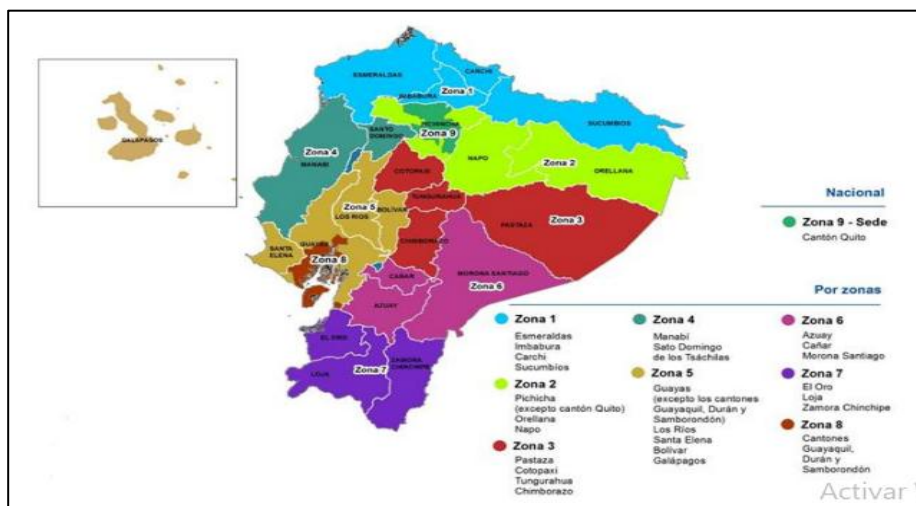 ESMERALDAS
CARCHI
IMBABURA
Zona 1
SUCUMBIOS
PICHINCHA
SANTO
DOMINGO
Zona 9
Zona 4
MANABI
NAPO
Zona 2
ORELLANA
GALAPAGOS
COTOPAXI
Zona 5
BOLIVAR
LOS RIOS
TUNGURAHUA
PASTAZA
Zona 3
SANTA
ELENA
GUAYAS
Zona 8
CHIMBORAZO
CAÑAR
MORONA SANTIAGO
Zona 6
AZUAY
EL ORO
LOJA
Zona 7
ZAMORA
CHINCHIPE
Nacional
Zona 9 - Sede
Cantón Quito
Por zonas
Zona 1
Esmeraldas
Imbabura
Carchi
Sucumbíos
Zona 2
Pichicha
(excepto cantón Quito)
Orellana
Napo
Zona 3
Pastaza
Cotopaxi
Tungurahua
Chimborazo
Zona 4
Manabí
Sato Domingo
de los Tsáchilas
Zona 5
Guayas
(excepto los cantones
Guayaquil, Durán y
Samborondón)
Los Ríos
Santa Elena
Bolívar
Galápagos
Zona 6
Azuay
Cañar
Morona Santiago
Zona 7
El Oro
Loja
Zamora Chinchipe
Zona 8
Cantones
Guayaquil,
Durán y
Samborondón
Activar